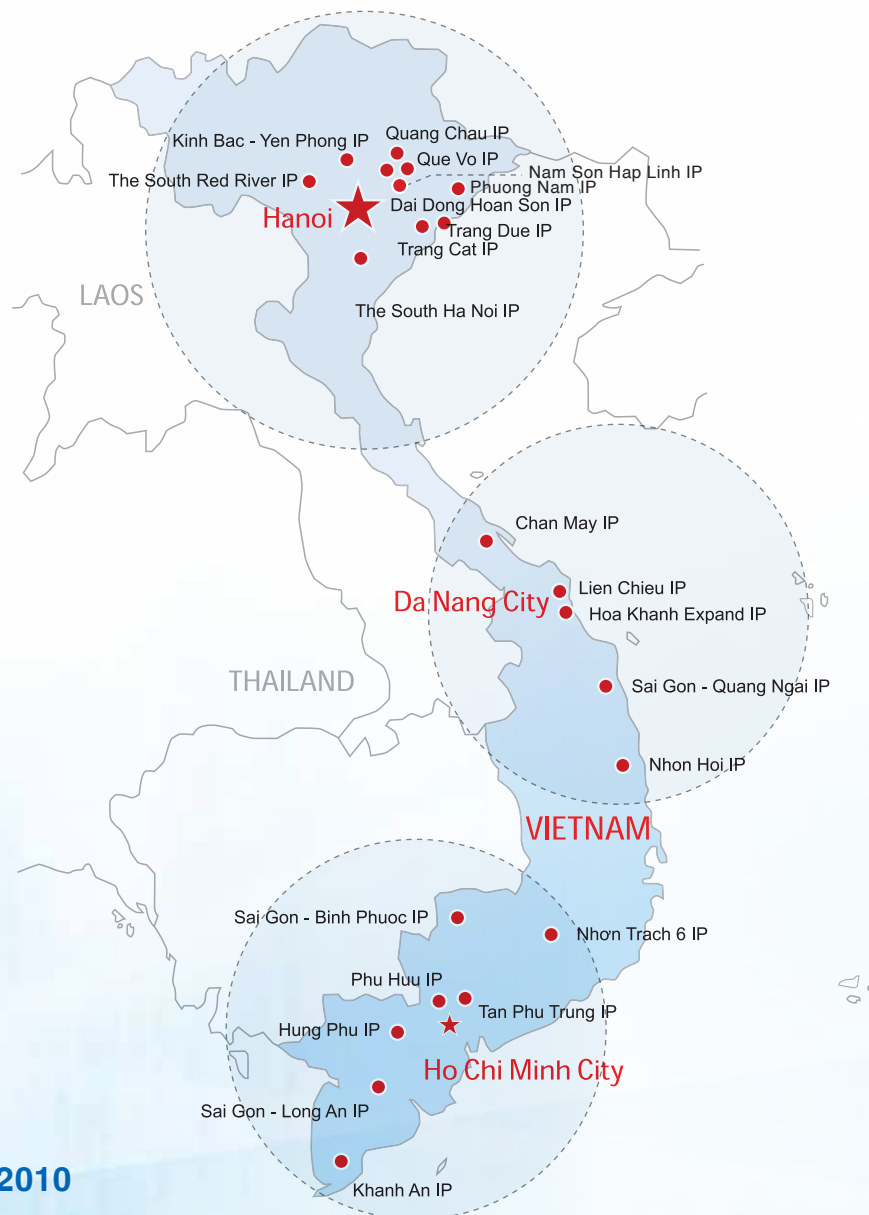 Quang Chau IP
Kinh Bac - Yen Phong IP
Que Vo IP
Nam Son Hap Linh IP
The South Red River IP
Phuong Nam IP
Dai Dong Hoan Son IP
Hanoi
Trang Due IP
Trang Cat IP
LAOS
The South Ha Noi IP
Chan May IP
Lien Chieu IP
Da Nang City
Hoa Khanh Expand IP
THAILAND
Sai Gon - Quang Ngai IP
Nhon Hoi IP
VIETNAM
Sai Gon - Binh Phuoc IP
Nhơn Trach 6 IP
Phu Huu IP
Tan Phu Trung IP
Hung Phu IP
Ho Chi Minh City
Sai Gon - Long An IP
2010
Khanh An IP